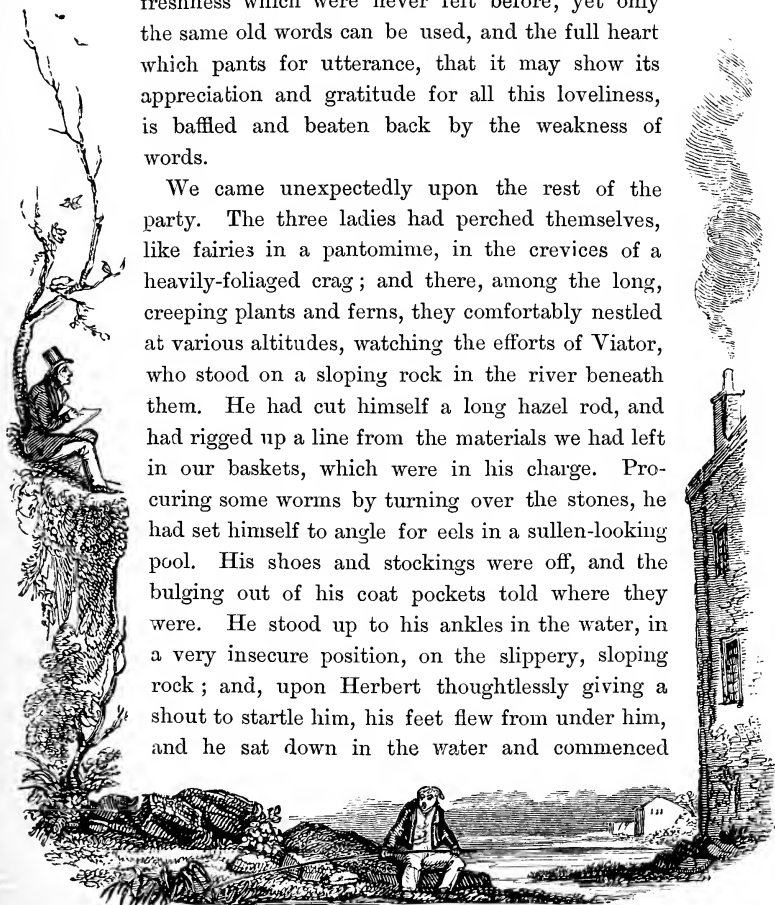 freshness which were never felt before, yet only
the same old words can be used, and the full heart
which pants for utterance, that it may show its
appreciation and gratitude for all this loveliness,
is baffled and beaten back by the weakness of
words.
We came unexpectedly upon the rest of the
party. The three ladies had perched themselves,
like fairies in a pantomime, in the crevices of a
heavily-foliaged crag ; and there, among the long,
creeping plants and ferns, they comfortably nestled
at various altitudes, watching the efforts of Viator,
who stood on a sloping rock in the river beneath
them. He had cut himself a long hazel rod, and
had rigged up a line from the materials we had left
in our baskets, which were in his charge. Pro-
curing some worms by turning over the stones, he
had set himself to angle for eels in a sullen-looking
pool. His shoes and stockings were off, and the
bulging out of his coat pockets told where they
were. He stood up to his ankles in the water, in
a very insecure position, on the slippery, sloping
rock ; and, upon Herbert thoughtlessly giving a
shout to startle him, his feet flew from under him,
and he sat down in the water and commenced